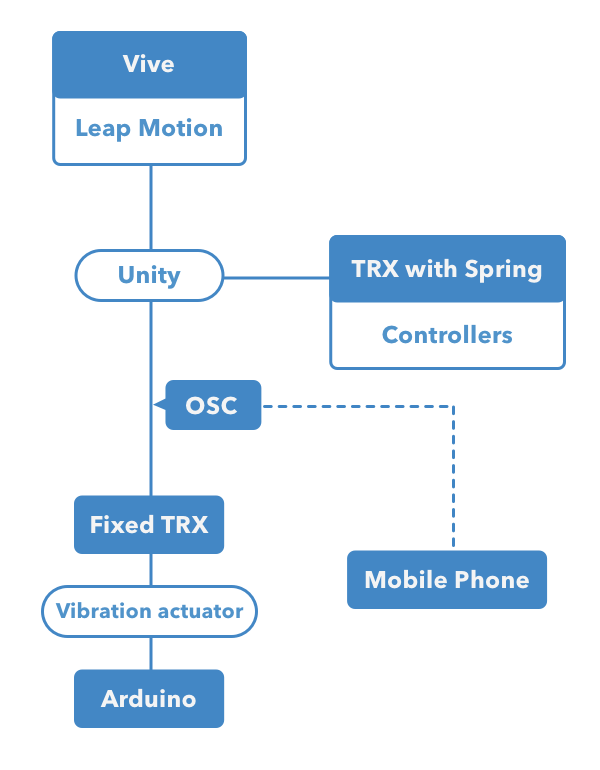 Vive
Leap Motion
Unity
TRX with Spring
Controllers
OSC
Fixed TRX
Mobile Phone
Vibration actuator
Arduino